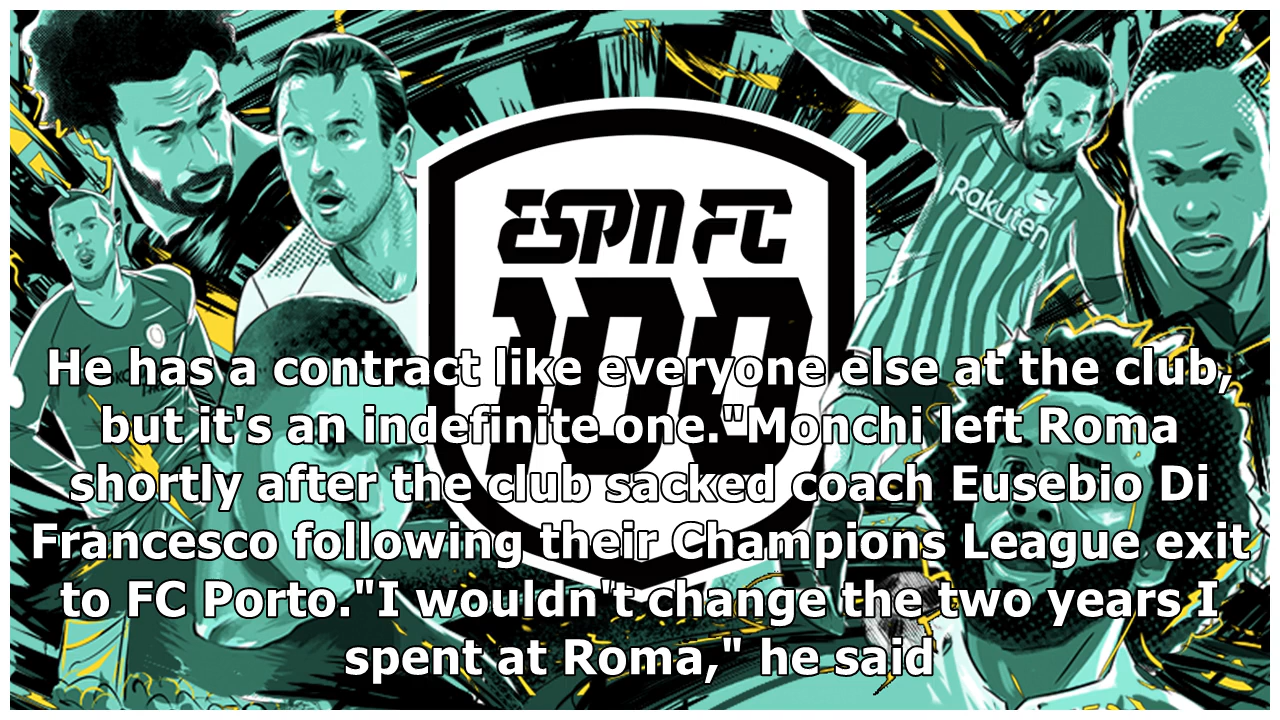 ESPN FC
100
Rakuten
He has a contract like everyone else at the club,
but it's an indefinite one."Monchi left Roma
shortly after the club sacked coach Eusebio Di
Francesco following their Champions League exit
to FC Porto."I wouldn't change the two years I
spent at Roma," he said